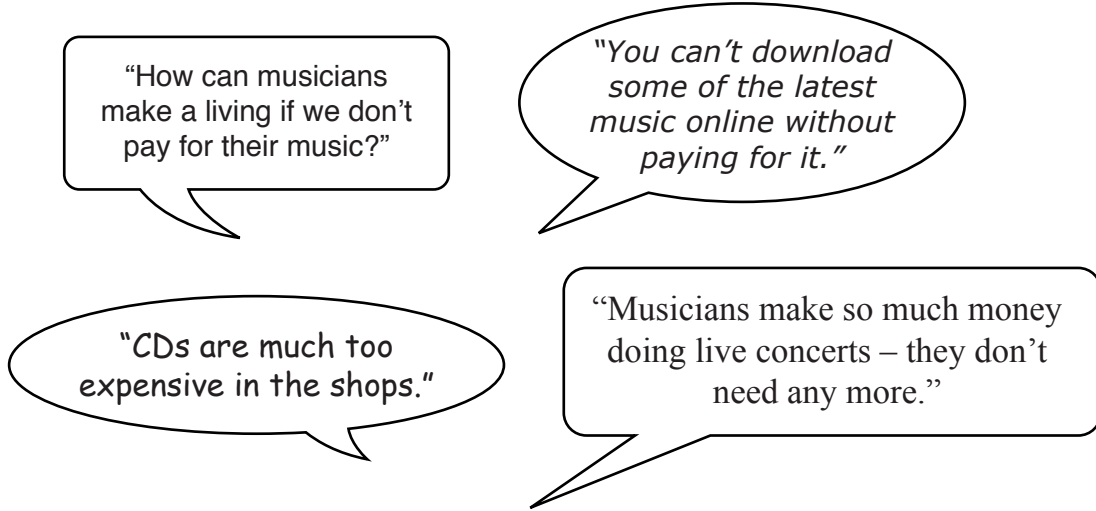 “How can musicians
make a living if we don’t
pay for their music?”
“You can’t download
some of the latest
music online without
paying for it.”
“CDs are much too
expensive in the shops.”
“Musicians make so much money
doing live concerts – they don’t
need any more.”